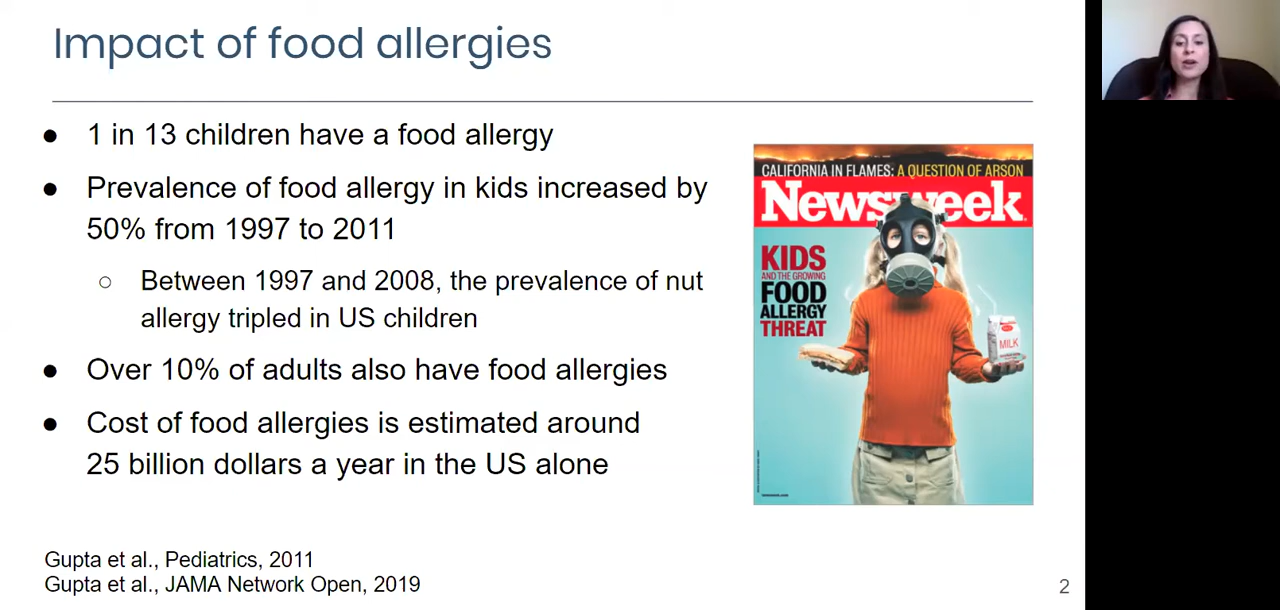 Impact of food allergies
● 1 in 13 children have a food allergy
● Prevalence of food allergy in kids increased by
50% from 1997 to 2011
○ Between 1997 and 2008, the prevalence of nut
allergy tripled in US children
● Over 10% of adults also have food allergies
● Cost of food allergies is estimated around
25 billion dollars a year in the US alone
CALIFORNIA IN FLAMES: A QUESTION OF ARSON
Newsweek
KIDS
AND THE GROWING
FOOD
ALLERGY
THREAT
MILK
Gupta et al., Pediatrics, 2011
Gupta et al., JAMA Network Open, 2019
2